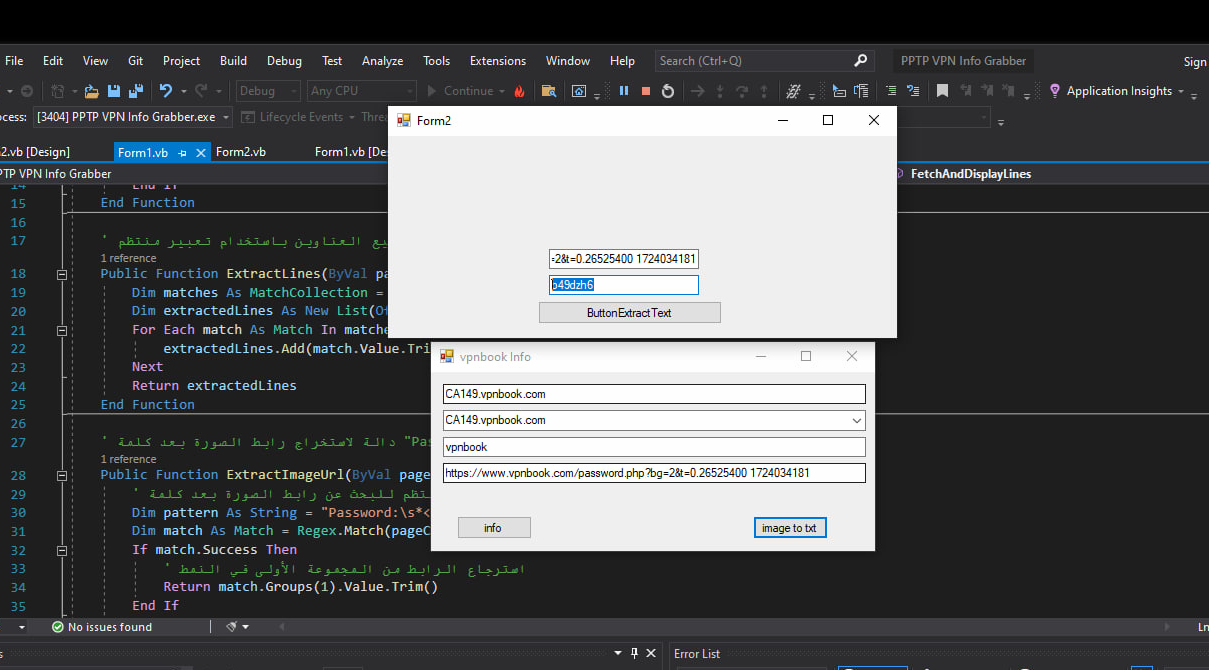 File Edit View Git Project Build Debug Test Analyze Tools Extensions Window Help Search (Ctrl+Q) PPTP VPN Info Grabber Sign
Debug Any CPU Continue Application Insights
cess: [3404] PPTP VPN Info Grabber.exe Lifecycle Events Threa
Form2
2.vb [Design] Form1.vb Form2.vb Form1.vb [De
PTP VPN Info Grabber FetchAndDisplayLines
14 End If
15 End Function
16
17 ' يع العناوين باستخدام تعبير منتظم
1 reference
18 Public Function ExtractLines(ByVal pa
19 Dim matches As MatchCollection =
20 Dim extractedLines As New List(Of
21 For Each match As Match In matche
22 extractedLines.Add(match.Value.Tri
23 Next
24 Return extractedLines
25 End Function
26
27 ' دالة لاستخراج رابط الصورة بعد كلمة "Pas
1 reference
28 Public Function ExtractImageUrl(ByVal page
29 ' نتظم للبحث عن رابط الصورة بعد كلمة
30 Dim pattern As String = "Password:\s*<
31 Dim match As Match = Regex.Match(pageC
32 If match.Success Then
33 ' استرجاع الرابط من المجموعة الأولى في النمط
34 Return match.Groups(1).Value.Trim()
35 End If
=2&t=0.26525400 1724034181
b49dzh6
ButtonExtractText
vpnbook Info
CA149.vpnbook.com
CA149.vpnbook.com
vpnbook
https://www.vpnbook.com/password.php?bg=2&t=0.26525400 1724034181
info image to txt
No issues found Ln
s Error List